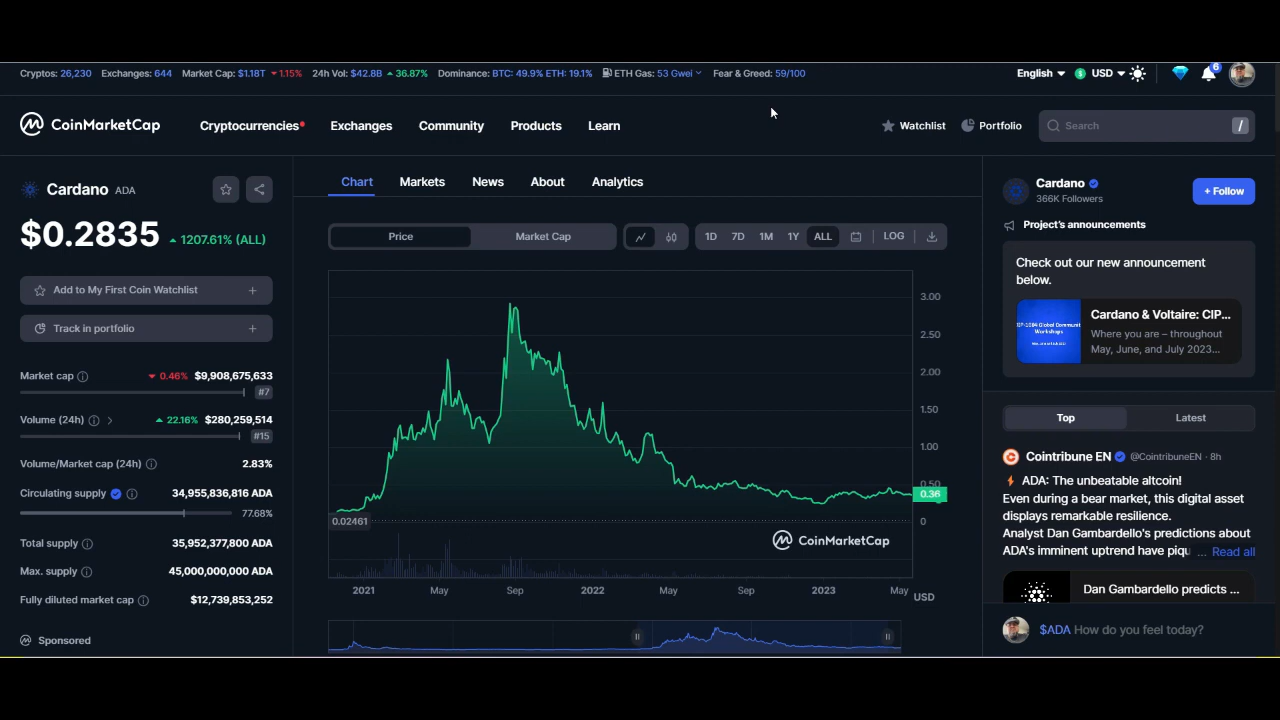 Cryptos: 26,230 Exchanges: 644 Market Cap: $1.18T 1.15% 24h Vol: $42.8B 36.87% Dominance: BTC: 49.9% ETH: 19.1% ETH Gas: 53 Gwei Fear & Greed: 59/100 English USD 6
CoinMarketCap Cryptocurrencies Exchanges Community Products Learn Watchlist Portfolio Search /
Cardano ADA
$0.2835 1207.61% (ALL)
Add to My First Coin Watchlist +
Track in portfolio +
Market cap 0.46% $9,908,675,633
#7
Volume (24h) 22.16% $280,259,514
#15
Volume/Market cap (24h) 2.83%
Circulating supply 34,955,836,816 ADA
77.68%
Total supply 35,952,377,800 ADA
Max. supply 45,000,000,000 ADA
Fully diluted market cap $12,739,853,252
Sponsored
Chart Markets News About Analytics
Price Market Cap 1D 7D 1M 1Y ALL LOG
3.00
2.50
2.00
1.50
1.00
0.50
0.36
0.02461 0
CoinMarketCap
2021 May Sep 2022 May Sep 2023 May
USD
Cardano
366K Followers
+ Follow
Project's announcements
Check out our new announcement
below.
Cardano & Voltaire: CIP...
Where you are – throughout
May, June, and July 2023...
Top Latest
Cointribune EN @CointribuneEN · 8h
ADA: The unbeatable altcoin!
Even during a bear market, this digital asset
displays remarkable resilience.
Analyst Dan Gambardello's predictions about
ADA's imminent uptrend have piqu ... Read all
Dan Gambardello predicts ...
$ADA How do you feel today?